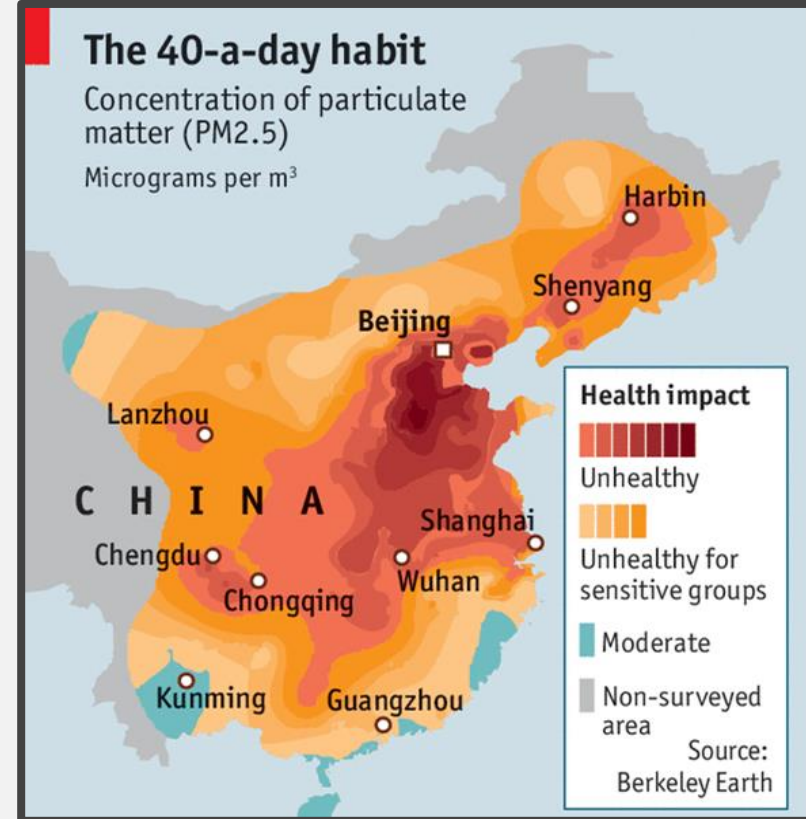 The 40-a-day habit
Concentration of particulate
matter (PM2.5)
Micrograms per m³
Harbin
Shenyang
Beijing
Lanzhou
CHINA
Shanghai
Chengdu
Wuhan
Chongqing
Kunming
Guangzhou
Health impact
Unhealthy
Unhealthy for
sensitive groups
Moderate
Non-surveyed
area
Source:
Berkeley Earth